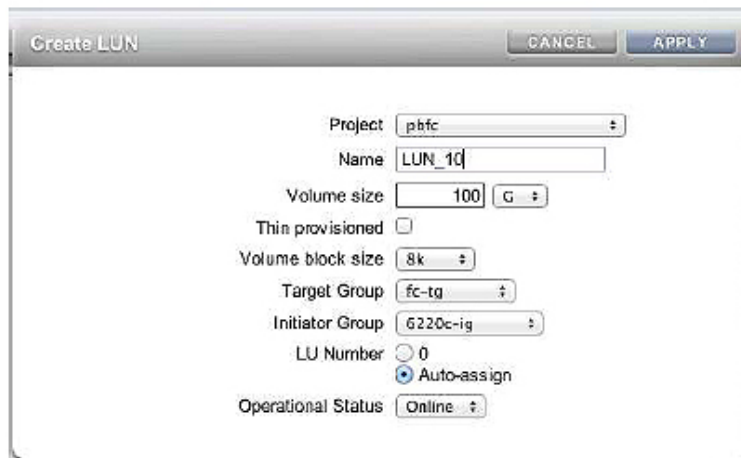 Create LUN CANCEL APPLY
Project pbfc
Name LUN_10
Volume size 100 G
Thin provisioned
Volume block size 8k
Target Group fc-tg
Initiator Group 6220c-ig
LU Number 0
Auto-assign
Operational Status Online